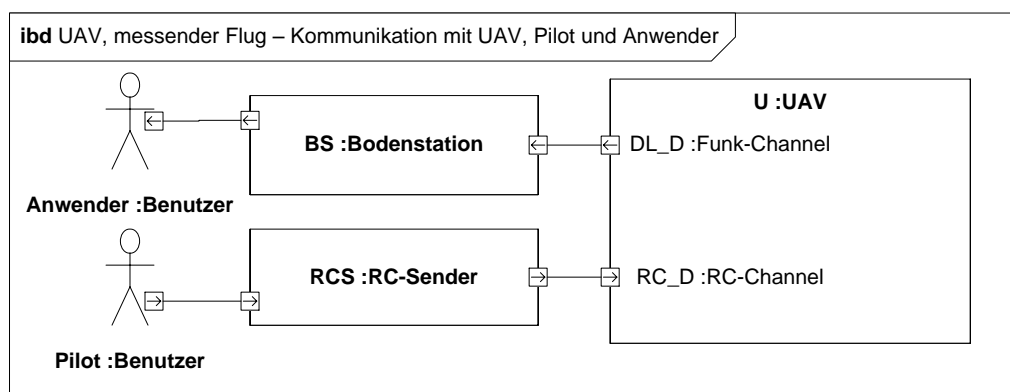 ibd UAV, messender Flug – Kommunikation mit UAV, Pilot und Anwender
U :UAV
BS :Bodenstation
DL_D :Funk-Channel
Anwender :Benutzer
RCS :RC-Sender
RC_D :RC-Channel
Pilot :Benutzer